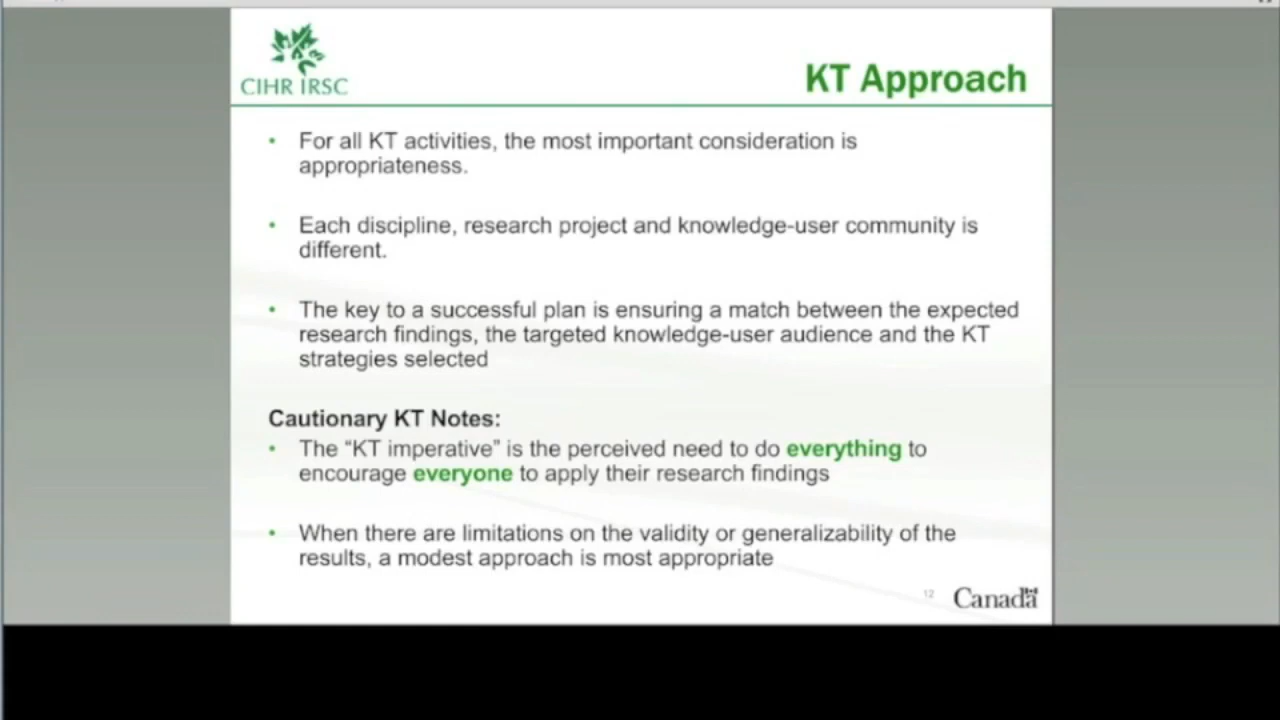 CIHR IRSC
KT Approach
• For all KT activities, the most important consideration is
appropriateness.
• Each discipline, research project and knowledge-user community is
different.
• The key to a successful plan is ensuring a match between the expected
research findings, the targeted knowledge-user audience and the KT
strategies selected
Cautionary KT Notes:
• The “KT imperative” is the perceived need to do everything to
encourage everyone to apply their research findings
• When there are limitations on the validity or generalizability of the
results, a modest approach is most appropriate
12
Canada